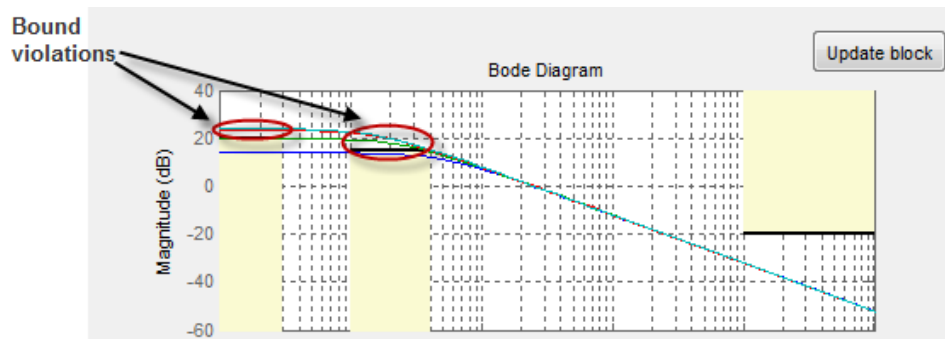 Bound
violations
Update block
Bode Diagram
Magnitude (dB)
40
20
0
-20
-40
-60